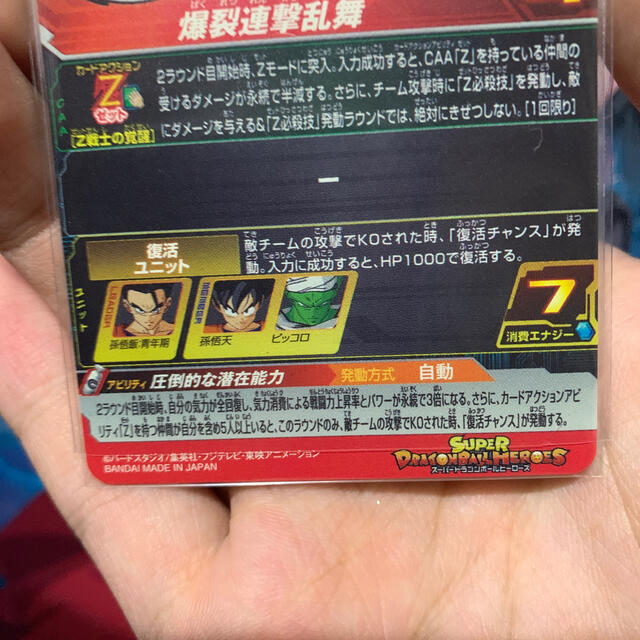 爆裂連撃乱舞
カードアクション
Z
ゼット
CAA
[Z戦士の覚醒]
2ラウンド目開始時、Zモードに突入。入力成功すると、CAA「Z」を持っている仲間の
受けるダメージが永続で半減する。さらに、チーム攻撃時に「Z必殺技」を発動し、敵
にダメージを与える&「Z必殺技」発動ラウンドでは、絶対にきぜつしない。[1回限り]
ー
ユニット
復活
ユニット
敵チームの攻撃でKOされた時、「復活チャンス」が発
動。入力に成功すると、HP1000で復活する。
LEADER
孫悟飯:青年期
MEMBER
孫悟天
ピッコロ
7
消費エナジー
アビリティ 圧倒的な潜在能力 発動方式 自動
2ラウンド目開始時、自分の気力が全回復し、気力消費による戦闘力上昇率とパワーが永続で3倍になる。さらに、カードアクションアビ
リティ「Z」を持つ仲間が自分を含め5人以上いると、このラウンドのみ、敵チームの攻撃でKOされた時、「復活チャンス」が発動する。
©バードスタジオ/集英社・フジテレビ・東映アニメーション
BANDAI MADE IN JAPAN
SUPER
DRAGONBALL HEROES
スーパードラゴンボールヒーローズ